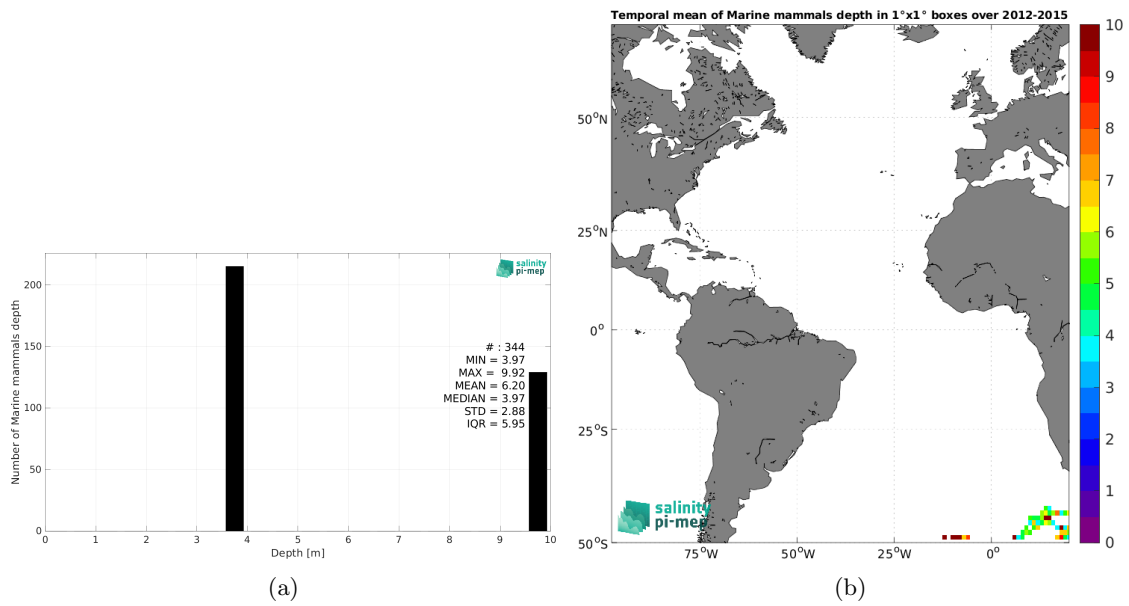 Temporal mean of Marine mammals depth in 1°x1° boxes over 2012-2015
salinity
pi-mep
Number of Marine mammals depth
200
150
100
50
0
# : 344
MIN = 3.97
MAX = 9.92
MEAN = 6.20
MEDIAN = 3.97
STD = 2.88
IQR = 5.95
0 1 2 3 4 5 6 7 8 9 10
Depth [m]
(a)
50°N
25°N
0°
25°S
50°S
75°W 50°W 25°W 0°
salinity
pi-mep
10
9
8
7
6
5
4
3
2
1
0
(b)